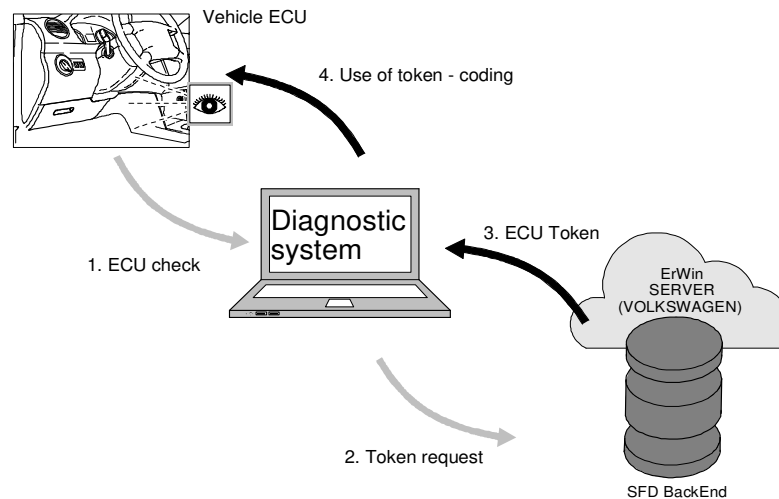 Vehicle ECU
4. Use of token - coding
Diagnostic
system
3. ECU Token
1. ECU check
ErWin
SERVER
(VOLKSWAGEN)
2. Token request
SFD BackEnd